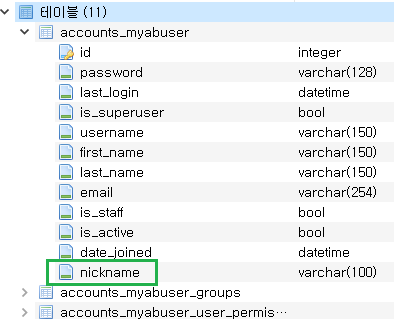 테이블 (11)
accounts_myabuser
id integer
password varchar(128)
last_login datetime
is_superuser bool
username varchar(150)
first_name varchar(150)
last_name varchar(150)
email varchar(254)
is_staff bool
is_active bool
date_joined datetime
nickname varchar(100)
accounts_myabuser_groups
accounts_myabuser_user_permis…